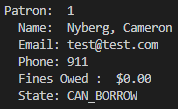 Patron: 1
Name: Nyberg, Cameron
Email: test@test.com
Phone: 911
Fines Owed : $0.00
State: CAN_BORROW